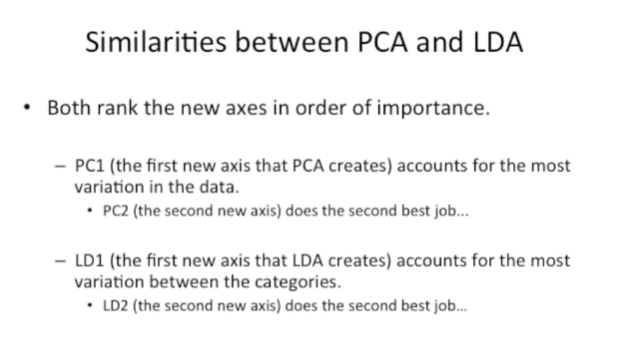 Similarities between PCA and LDA
• Both rank the new axes in order of importance.
– PC1 (the first new axis that PCA creates) accounts for the most
variation in the data.
• PC2 (the second new axis) does the second best job...
– LD1 (the first new axis that LDA creates) accounts for the most
variation between the categories.
• LD2 (the second new axis) does the second best job...